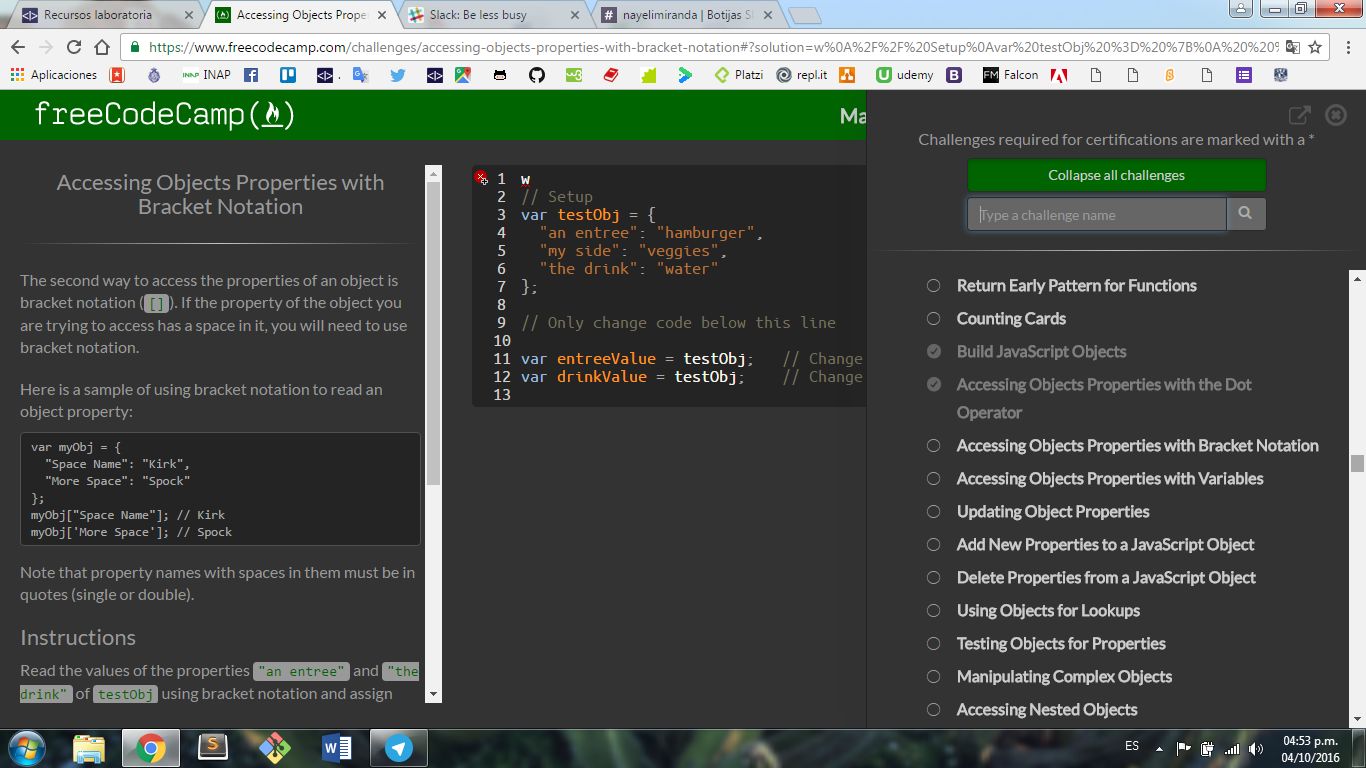 Recursos laboratoria
Accessing Objects Prope
Slack: Be less busy
nayelimiranda | Botijas S
https://www.freecodecamp.com/challenges/accessing-objects-properties-with-bracket-notation#?solution=w%0A%2F%2F%20Setup%0Avar%20testObj%20%3D%20%7B%0A%20%20%
Aplicaciones
INAP
.
Platzi
repl.it
udemy
FM Falcon
freeCodeCamp
Ma
Accessing Objects Properties with
Bracket Notation
The second way to access the properties of an object is
bracket notation ([]). If the property of the object you
are trying to access has a space in it, you will need to use
bracket notation.
Here is a sample of using bracket notation to read an
object property:
var myObj = {
"Space Name": "Kirk",
"More Space": "Spock"
};
myObj["Space Name"]; // Kirk
myObj['More Space']; // Spock
Note that property names with spaces in them must be in
quotes (single or double).
Instructions
Read the values of the properties "an entree" and "the
drink" of testObj using bracket notation and assign
1 w
2 // Setup
3 var testObj = {
4 "an entree": "hamburger",
5 "my side": "veggies",
6 "the drink": "water"
7 };
8
9 // Only change code below this line
10
11 var entreeValue = testObj; // Change
12 var drinkValue = testObj; // Change
13
Challenges required for certifications are marked with a *
Collapse all challenges
Type a challenge name
Return Early Pattern for Functions
Counting Cards
Build JavaScript Objects
Accessing Objects Properties with the Dot
Operator
Accessing Objects Properties with Bracket Notation
Accessing Objects Properties with Variables
Updating Object Properties
Add New Properties to a JavaScript Object
Delete Properties from a JavaScript Object
Using Objects for Lookups
Testing Objects for Properties
Manipulating Complex Objects
Accessing Nested Objects
ES
04:53 p.m.
04/10/2016